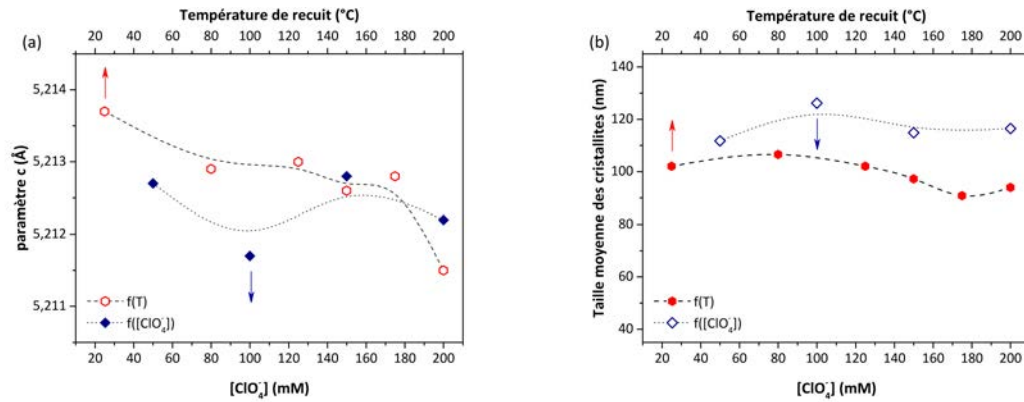 Température de recuit (°C)
(a) 20 40 60 80 100 120 140 160 180 200
5,214
5,213
5,212
5,211
paramètre c (Å)
f(T)
f([ClO₄⁻])
20 40 60 80 100 120 140 160 180 200
[ClO₄⁻] (mM)
Température de recuit (°C)
(b) 20 40 60 80 100 120 140 160 180 200
140
120
100
80
60
40
Taille moyenne des cristallites (nm)
f(T)
f([ClO₄⁻])
20 40 60 80 100 120 140 160 180 200
[ClO₄⁻] (mM)